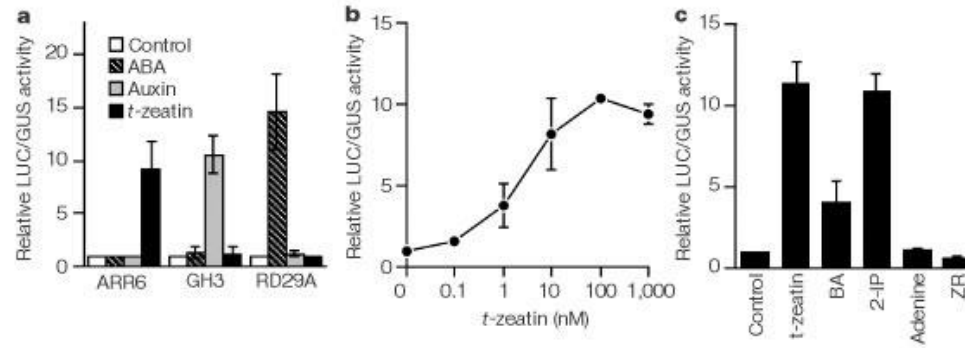 a
Relative LUC/GUS activity
20
15
10
5
0
Control
ABA
Auxin
t-zeatin
ARR6 GH3 RD29A
b
Relative LUC/GUS activity
15
10
5
0
0 0.1 1 10 100 1,000
t-zeatin (nM)
c
Relative LUC/GUS activity
15
10
5
0
Control
t-zeatin
BA
2-IP
Adenine
ZR